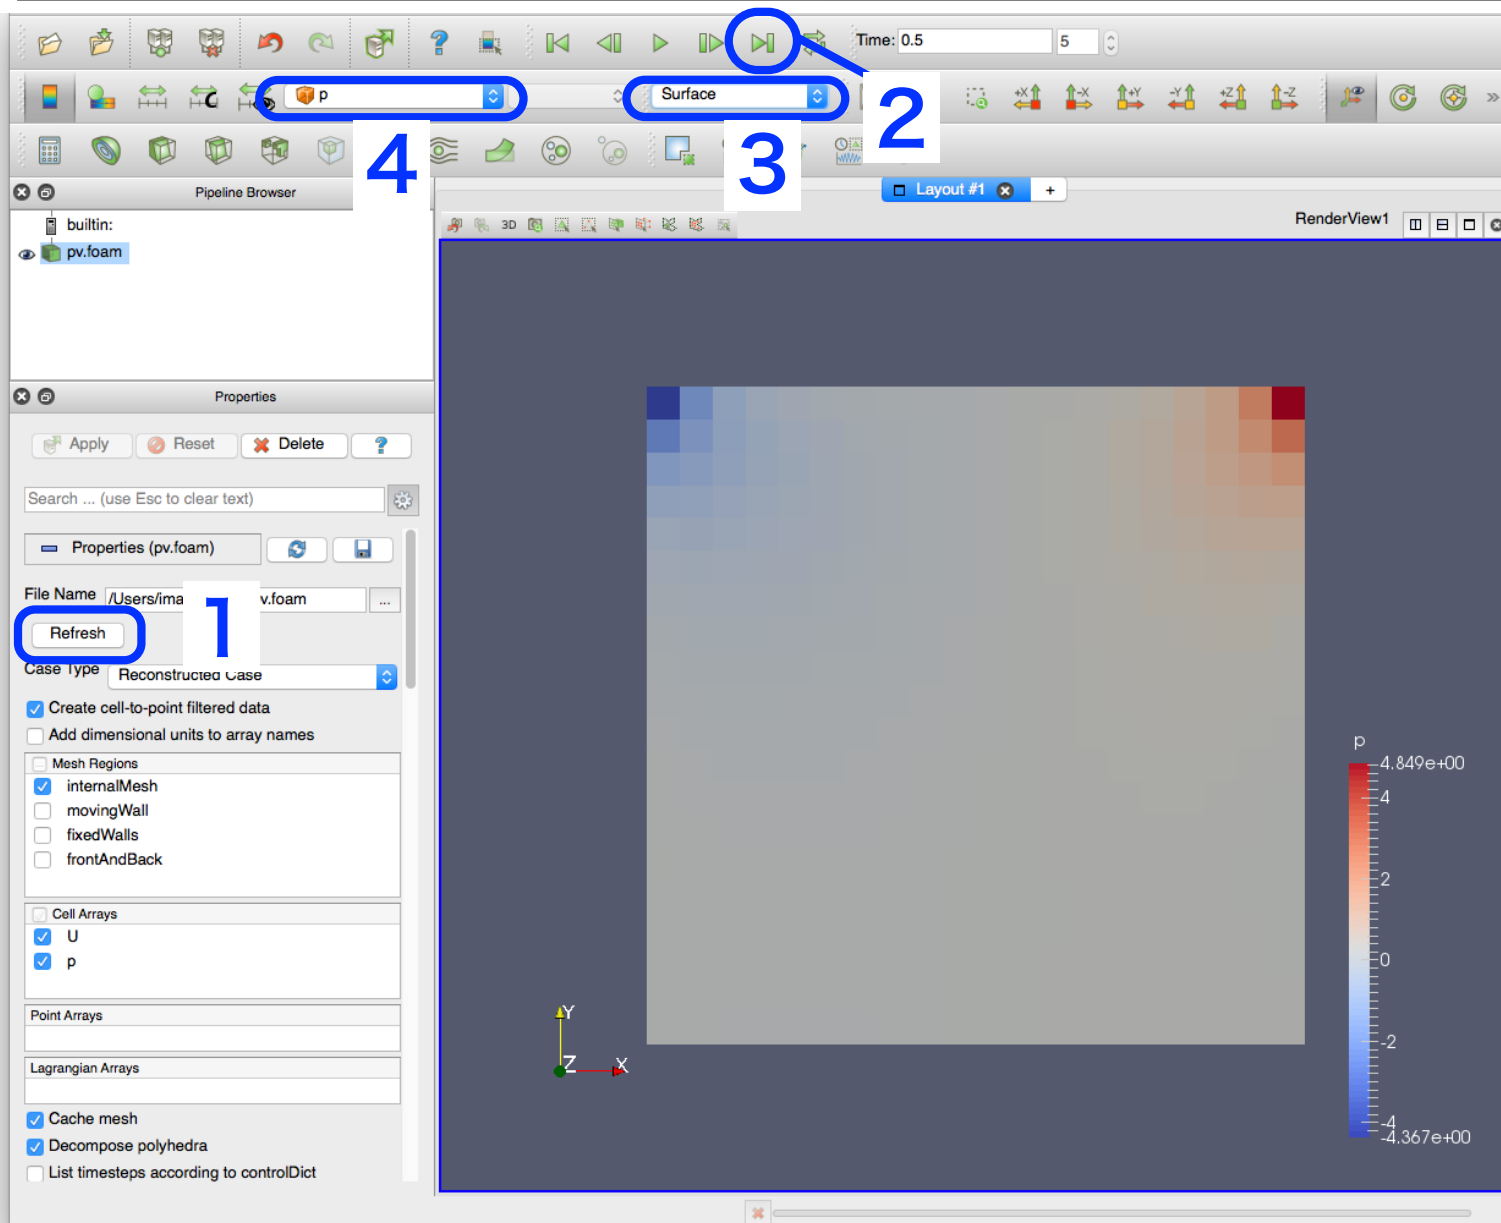 Time: 0.5 5
p
Surface
2
+X -X +Y -Y +Z -Z
4
3
Pipeline Browser
Layout #1 +
builtin:
pv.foam
3D
RenderView1
Properties
Apply Reset Delete ?
Search ... (use Esc to clear text)
Properties (pv.foam)
File Name /Users/ima v.foam ...
1
Refresh
Case Type Reconstructed Case
Create cell-to-point filtered data
Add dimensional units to array names
Mesh Regions
internalMesh
movingWall
fixedWalls
frontAndBack
Cell Arrays
U
p
Point Arrays
Lagrangian Arrays
Cache mesh
Decompose polyhedra
List timesteps according to controlDict
Y
Z X
p
4.849e+00
4
2
0
-2
-4
-4.367e+00